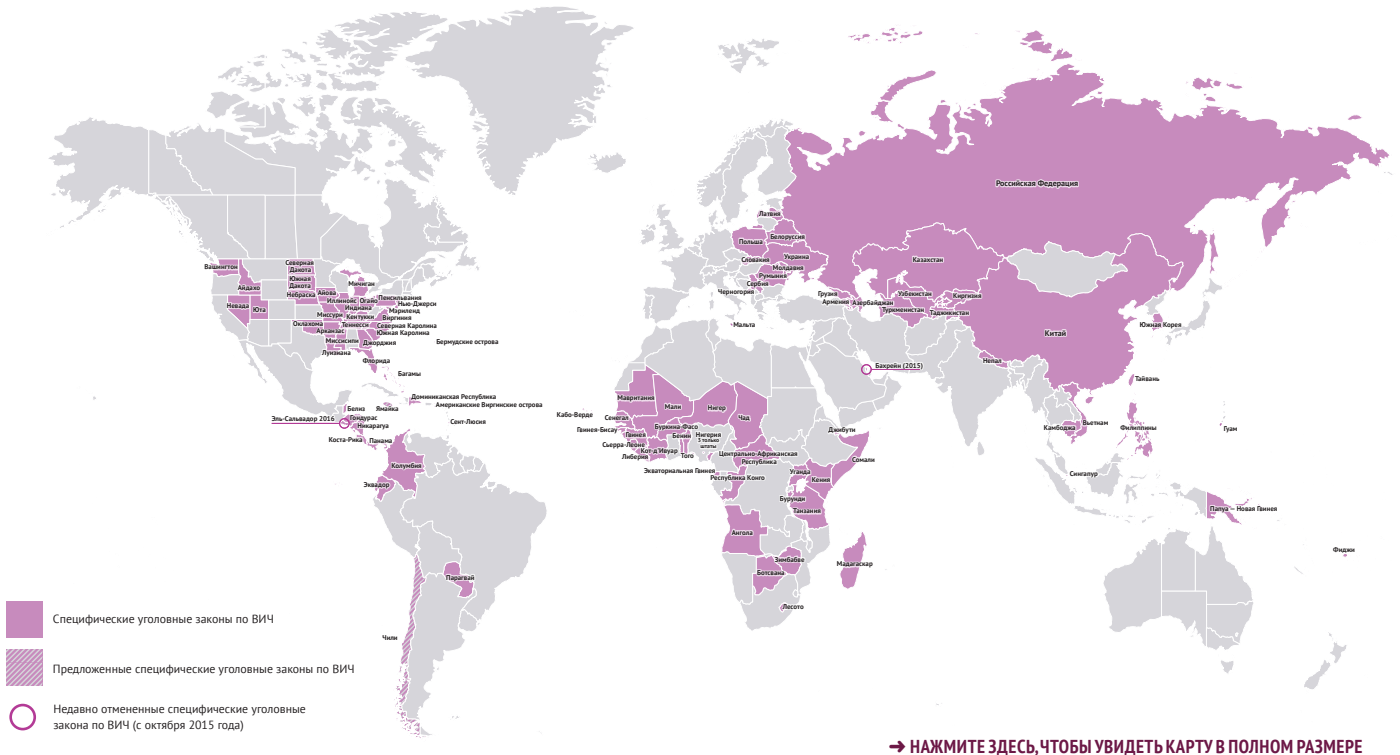 Российская Федерация
Латвия
Белоруссия
Польша
Украина
Словакия
Молдавия
Румыния
Сербия
Черногория
Мальта
Казахстан
Грузия
Армения
Азербайджан
Узбекистан
Киргизия
Туркменистан
Таджикистан
Китай
Южная Корея
Непал
Тайвань
Бахрейн (2015)
Вашингтон
Северная
Дакота
Южная
Дакота
Айдахо
Небраска
Айова
Мичиган
Невада
Юта
Иллинойс
Огайо
Пенсильвания
Нью-Джерси
Индиана
Мариленд
Миссури
Кентукки
Виргиния
Оклахома
Теннесси
Северная Каролина
Арканзас
Южная Каролина
Миссисипи
Джорджия
Луизиана
Флорида
Бермудские острова
Багамы
Доминиканская Республика
Американские Виргинские острова
Белиз
Ямайка
Эль-Сальвадор 2016
Гондурас
Никарагуа
Сент-Люсия
Коста-Рика
Панама
Колумбия
Эквадор
Парагвай
Чили
Мавритания
Мали
Нигер
Чад
Кабо-Верде
Сенегал
Гвинея-Бисау
Гвинея
Буркина-Фасо
Бенин
Нигерия
3 только
штаты
Сьерра-Леоне
Кот-д'Ивуар
Либерия
Того
Центрально-Африканская
Республика
Экваториальная Гвинея
Республика Конго
Джибути
Сомали
Уганда
Кения
Бурунди
Танзания
Ангола
Зимбабве
Ботсвана
Мадагаскар
Лесото
Камбоджа
Вьетнам
Филиппины
Гуам
Сингапур
Папуа — Новая Гвинея
Фиджи
Специфические уголовные законы по ВИЧ
Предложенные специфические уголовные законы по ВИЧ
Недавно отмененные специфические уголовные
закона по ВИЧ (с октября 2015 года)
➔ НАЖМИТЕ ЗДЕСЬ, ЧТОБЫ УВИДЕТЬ КАРТУ В ПОЛНОМ РАЗМЕРЕ